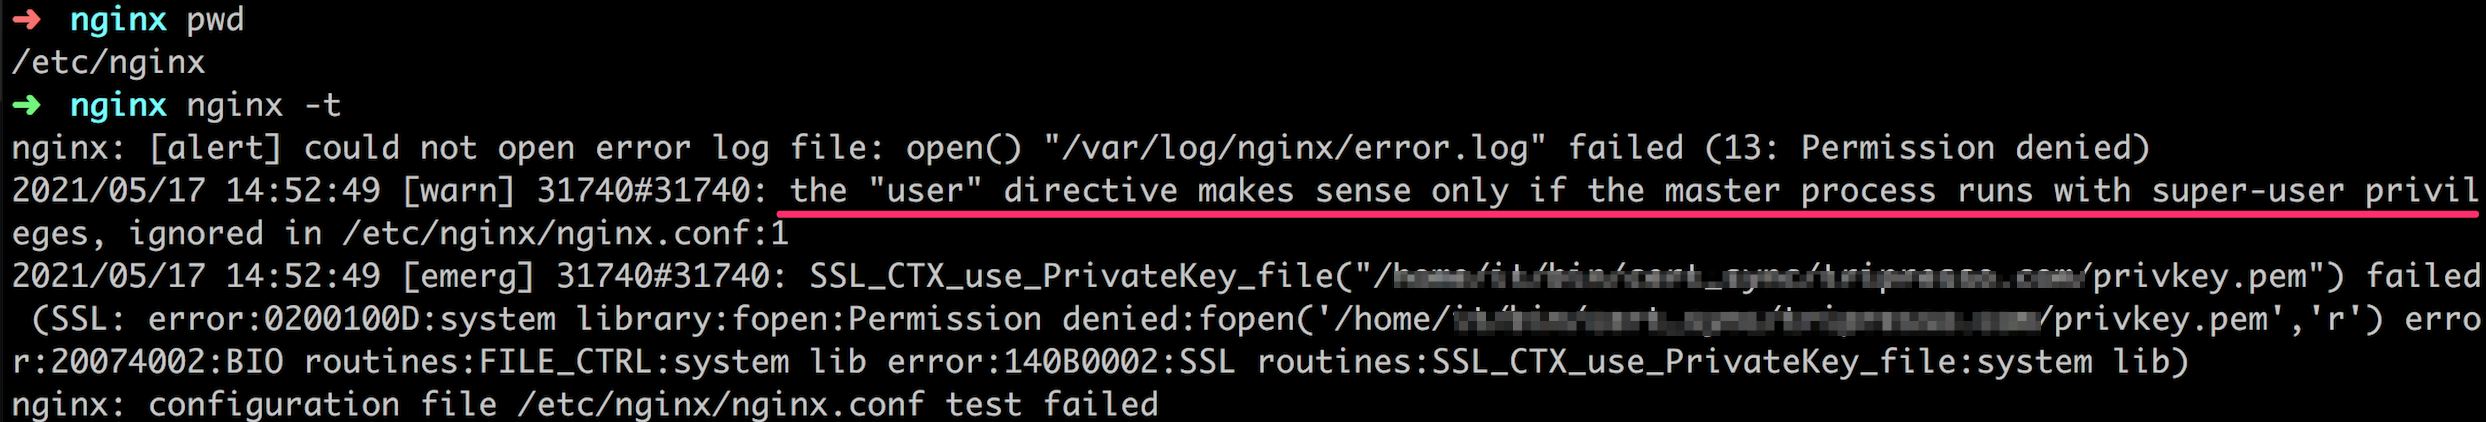 ➜ nginx pwd
/etc/nginx
➜ nginx nginx -t
nginx: [alert] could not open error log file: open() "/var/log/nginx/error.log" failed (13: Permission denied)
2021/05/17 14:52:49 [warn] 31740#31740: the "user" directive makes sense only if the master process runs with super-user privil
eges, ignored in /etc/nginx/nginx.conf:1
2021/05/17 14:52:49 [emerg] 31740#31740: SSL_CTX_use_PrivateKey_file("/ /privkey.pem") failed
(SSL: error:0200100D:system library:fopen:Permission denied:fopen('/home/ /privkey.pem','r') erro
r:20074002:BIO routines:FILE_CTRL:system lib error:140B0002:SSL routines:SSL_CTX_use_PrivateKey_file:system lib)
nginx: configuration file /etc/nginx/nginx.conf test failed